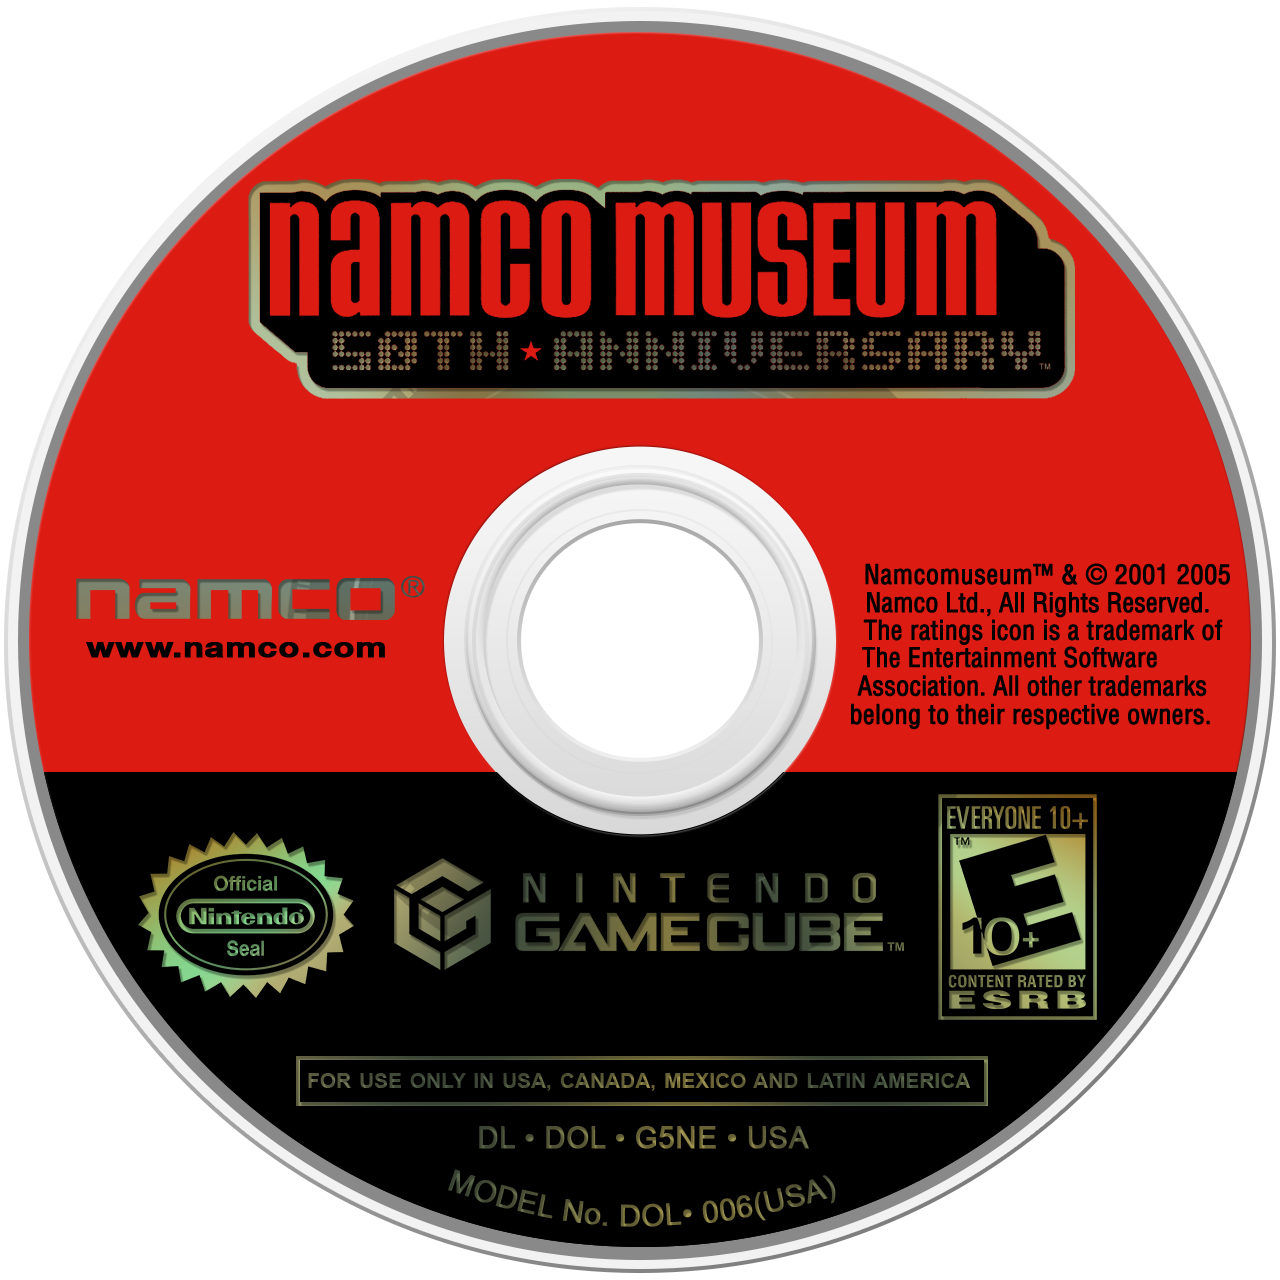 namco museum
50TH ★ ANNIVERSARY™
namco®
www.namco.com
Namcomuseum™ & © 2001 2005
Namco Ltd., All Rights Reserved.
The ratings icon is a trademark of
The Entertainment Software
Association. All other trademarks
belong to their respective owners.
Official
Nintendo®
Seal
NINTENDO
GAMECUBE™
EVERYONE 10+
™
E
10+
CONTENT RATED BY
ESRB
FOR USE ONLY IN USA, CANADA, MEXICO AND LATIN AMERICA
DL • DOL • G5NE • USA
MODEL No. DOL• 006(USA)